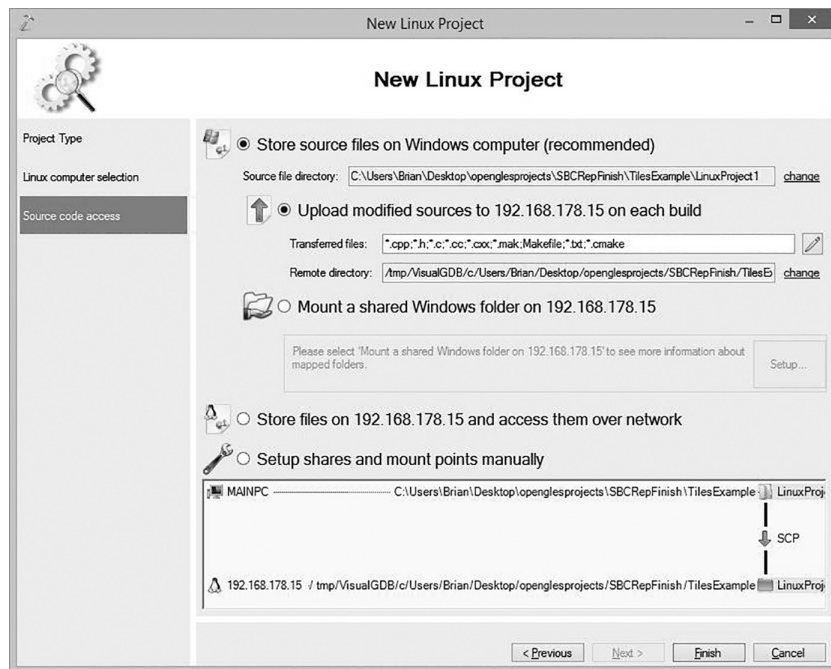 New Linux Project
New Linux Project
Project Type
Linux computer selection
Source code access
Store source files on Windows computer (recommended)
Source file directory: C:\Users\Brian\Desktop\openglesprojects\SBCRepFinish\TilesExample\LinuxProject1 change
Upload modified sources to 192.168.178.15 on each build
Transferred files: *.cpp;*.h;*.c;*.cc;*.cxx;*.mak;Makefile;*.txt;*.cmake
Remote directory: /tmp/VisualGDB/c/Users/Brian/Desktop/openglesprojects/SBCRepFinish/TilesE change
Mount a shared Windows folder on 192.168.178.15
Please select 'Mount a shared Windows folder on 192.168.178.15' to see more information about
mapped folders.
Setup...
Store files on 192.168.178.15 and access them over network
Setup shares and mount points manually
MAINPC C:\Users\Brian\Desktop\openglesprojects\SBCRepFinish\TilesExample LinuxProj
SCP
192.168.178.15 / tmp/VisualGDB/c/Users/Brian/Desktop/openglesprojects/SBCRepFinish/TilesExample LinuxProj
< Previous Next > Finish Cancel